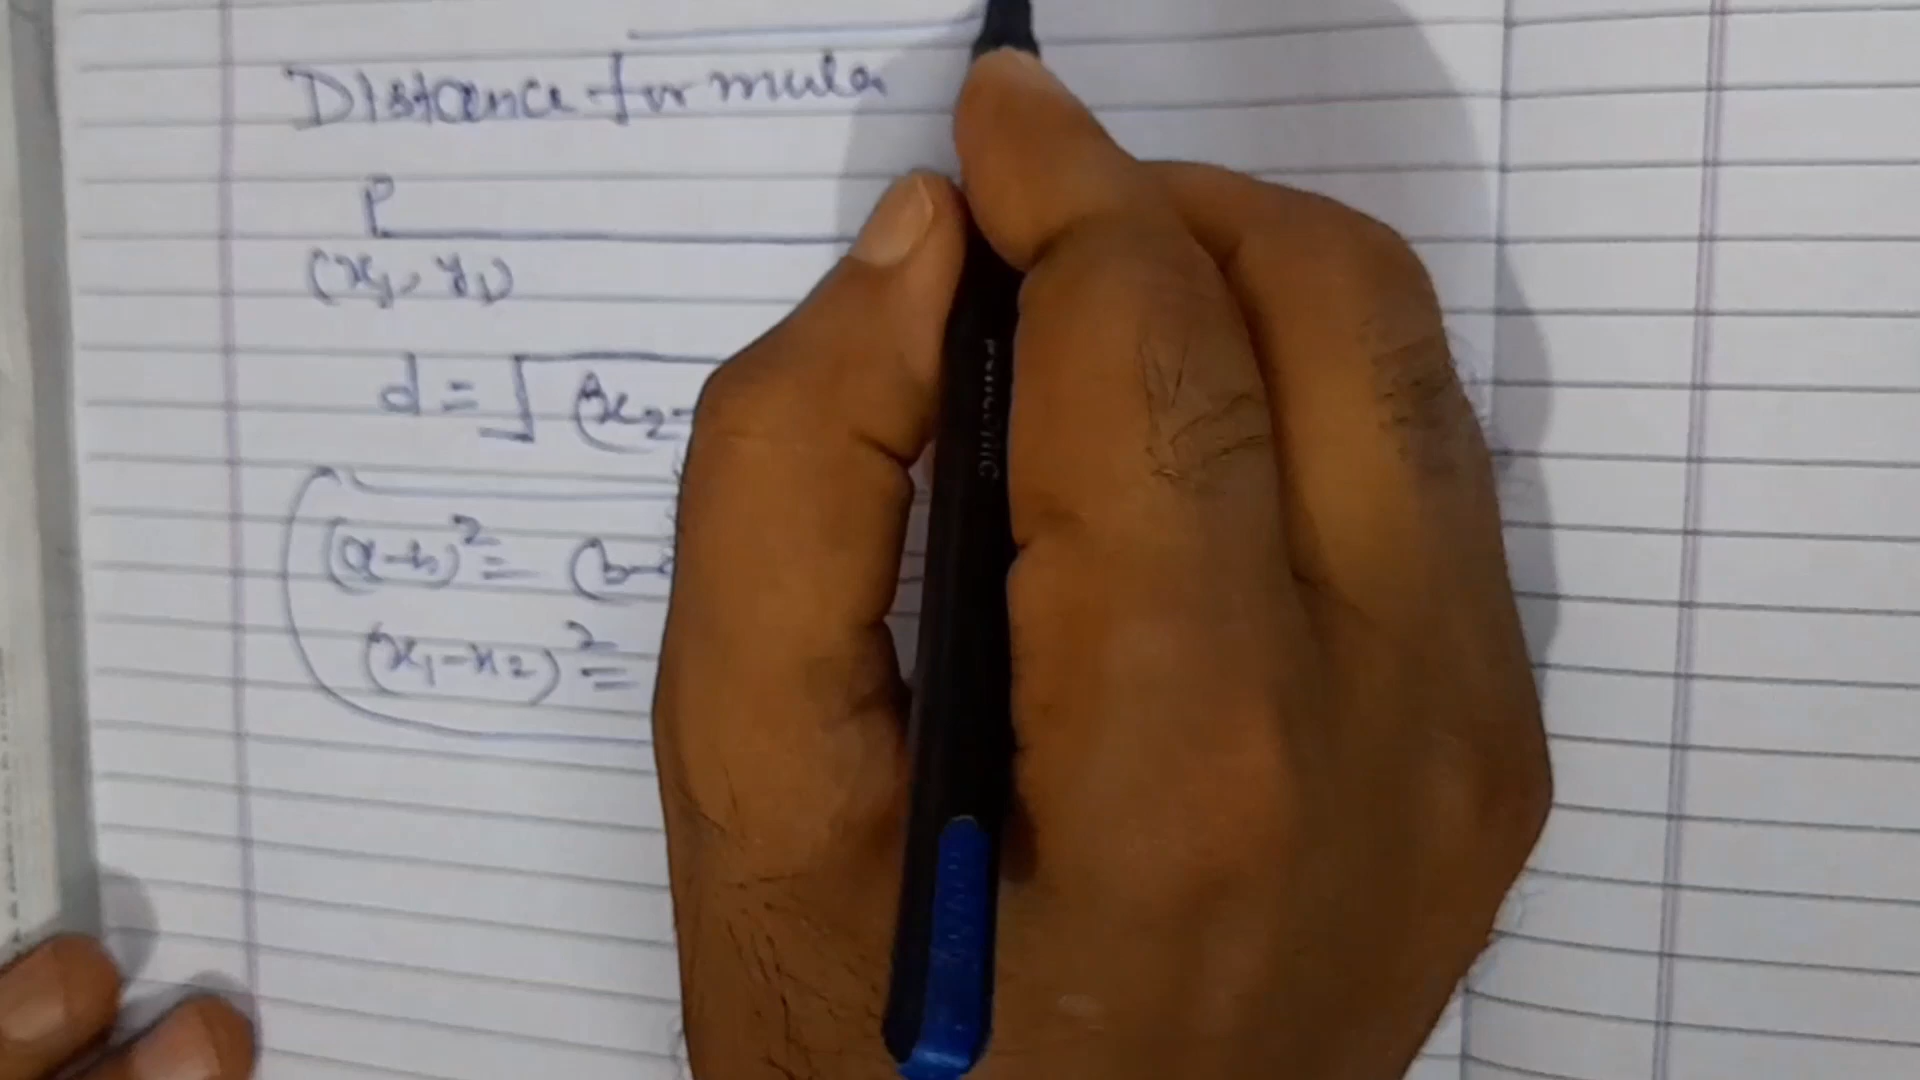 Distance formula
P
(x₁, y₁)
d = √(x₂-
(a-b)² = (b-
(x₁-x₂)² =